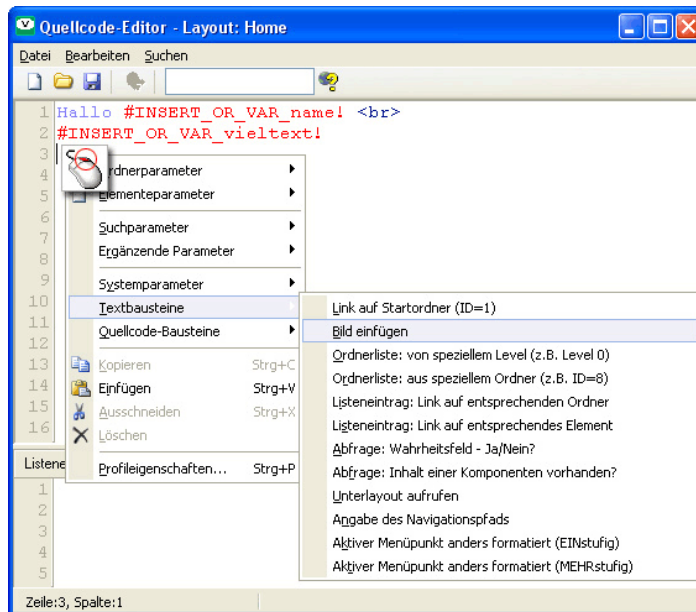 Quellcode-Editor - Layout: Home
Datei Bearbeiten Suchen
1 Hallo #INSERT_OR_VAR_name! <br>
2 #INSERT_OR_VAR_vieltext!
3
4
5
6
7
8
9
10
11
12
13
14
15
16
rdnerparameter
Elementeparameter
Suchparameter
Ergänzende Parameter
Systemparameter
Textbausteine
Quellcode-Bausteine
Kopieren Strg+C
Einfügen Strg+V
Ausschneiden Strg+X
Löschen
Profileigenschaften... Strg+P
Link auf Startordner (ID=1)
Bild einfügen
Ordnerliste: von speziellem Level (z.B. Level 0)
Ordnerliste: aus speziellem Ordner (z.B. ID=8)
Listeneintrag: Link auf entsprechenden Ordner
Listeneintrag: Link auf entsprechendes Element
Abfrage: Wahrheitsfeld - Ja/Nein?
Abfrage: Inhalt einer Komponenten vorhanden?
Unterlayout aufrufen
Angabe des Navigationspfads
Aktiver Menüpunkt anders formatiert (EINstufig)
Aktiver Menüpunkt anders formatiert (MEHRstufig)
Listene
1
2
3
4
5
Zeile:3, Spalte:1